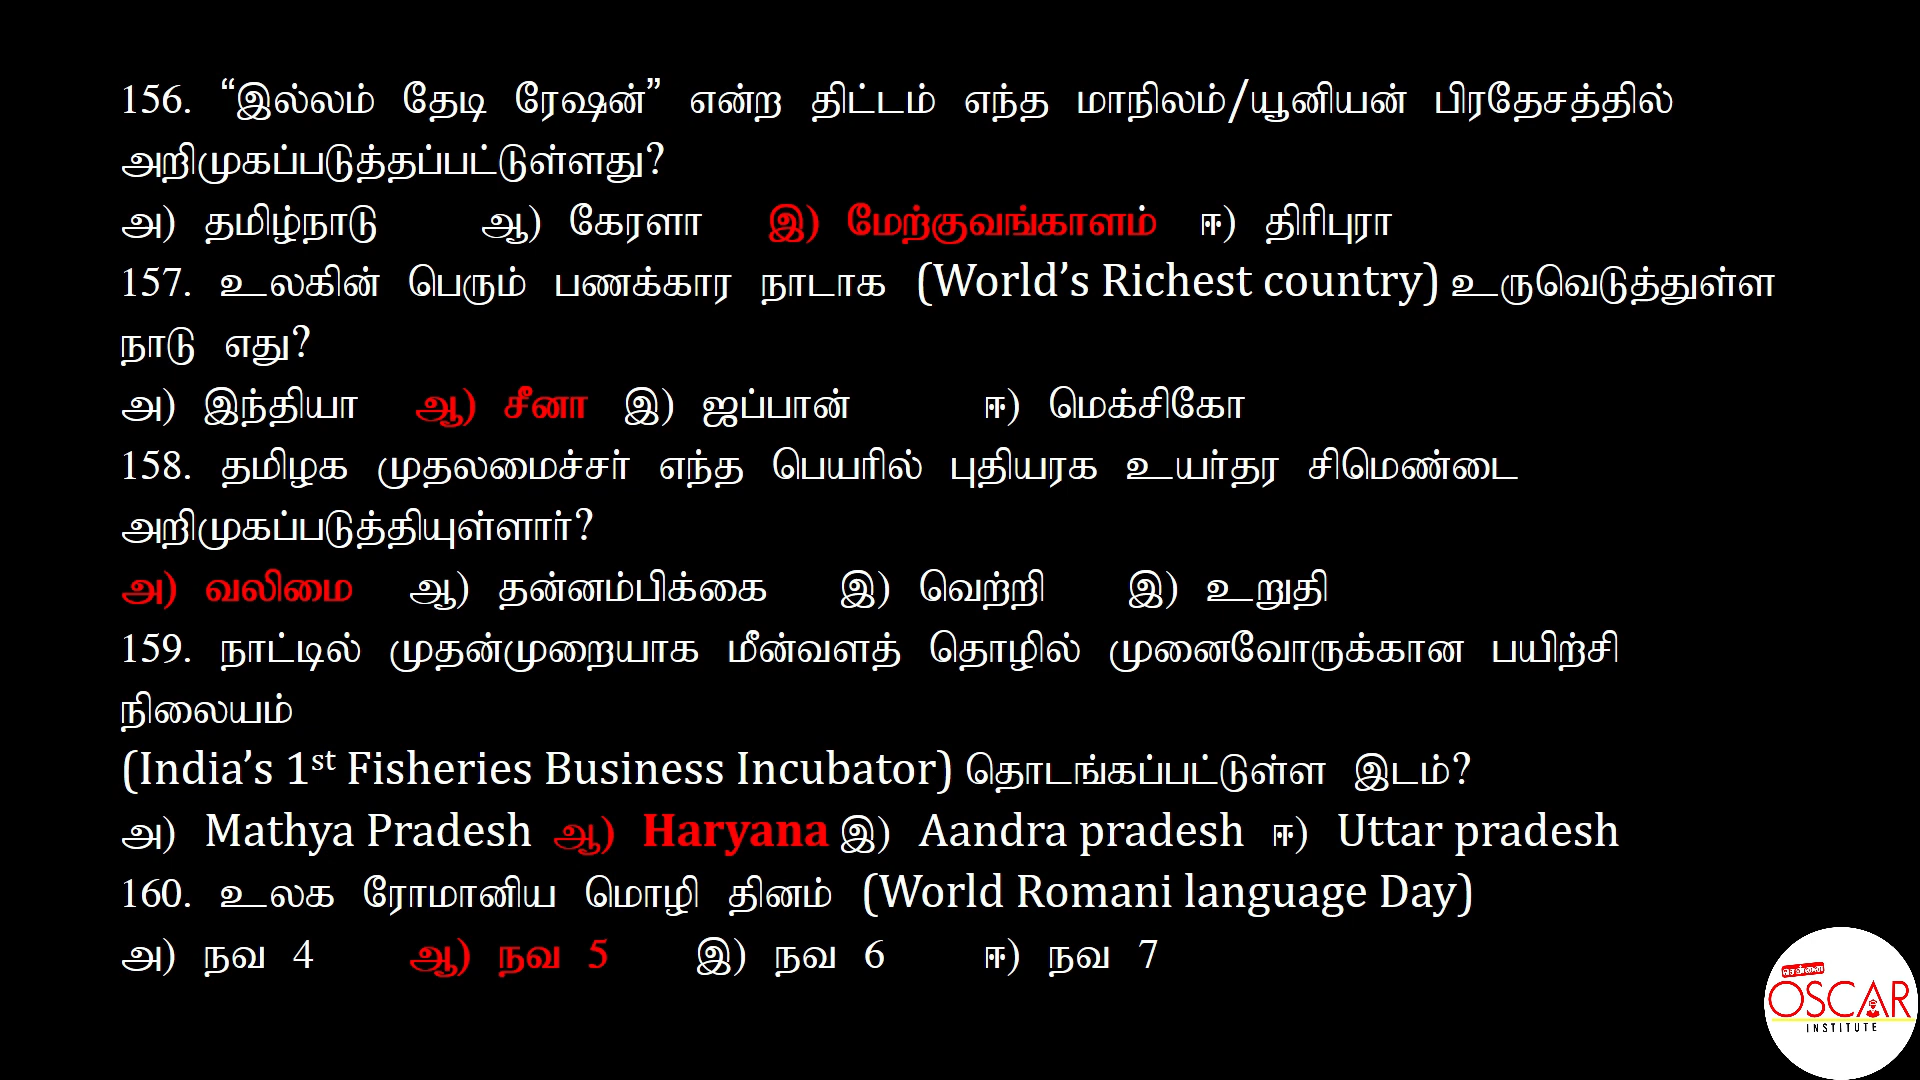 156. “இல்லம் தேடி ரேஷன்” என்ற திட்டம் எந்த மாநிலம்/யூனியன் பிரதேசத்தில்
அறிமுகப்படுத்தப்பட்டுள்ளது?
அ) தமிழ்நாடு ஆ) கேரளா இ) மேற்குவங்காளம் ஈ) திரிபுரா
157. உலகின் பெரும் பணக்கார நாடாக (World’s Richest country) உருவெடுத்துள்ள
நாடு எது?
அ) இந்தியா ஆ) சீனா இ) ஜப்பான் ஈ) மெக்சிகோ
158. தமிழக முதலமைச்சர் எந்த பெயரில் புதியரக உயர்தர சிமெண்டை
அறிமுகப்படுத்தியுள்ளார்?
அ) வலிமை ஆ) தன்னம்பிக்கை இ) வெற்றி இ) உறுதி
159. நாட்டில் முதன்முறையாக மீன்வளத் தொழில் முனைவோருக்கான பயிற்சி
நிலையம்
(India’s 1st Fisheries Business Incubator) தொடங்கப்பட்டுள்ள இடம்?
அ) Mathya Pradesh ஆ) Haryana இ) Aandra pradesh ஈ) Uttar pradesh
160. உலக ரோமானிய மொழி தினம் (World Romani language Day)
அ) நவ 4 ஆ) நவ 5 இ) நவ 6 ஈ) நவ 7
சென்னை
OSCAR
INSTITUTE